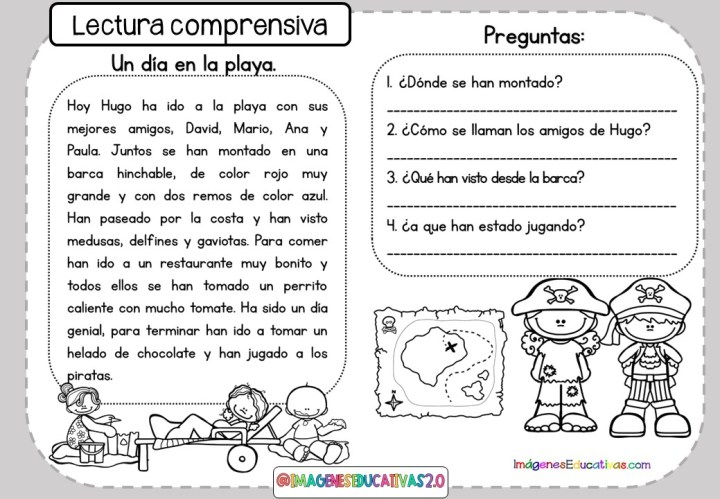 Lectura comprensiva
Un día en la playa.
Hoy Hugo ha ido a la playa con sus
mejores amigos, David, Mario, Ana y
Paula. Juntos se han montado en una
barca hinchable, de color rojo muy
grande y con dos remos de color azul.
Han paseado por la costa y han visto
medusas, delfines y gaviotas. Para comer
han ido a un restaurante muy bonito y
todos ellos se han tomado un perrito
caliente con mucho tomate. Ha sido un día
genial, para terminar han ido a tomar un
helado de chocolate y han jugado a los
piratas.
Preguntas:
1. ¿Dónde se han montado?
2. ¿Cómo se llaman los amigos de Hugo?
3. ¿Qué han visto desde la barca?
4. ¿a que han estado jugando?
ImágenesEducativas.com
@IMAGENESEDUCATIVAS2.0